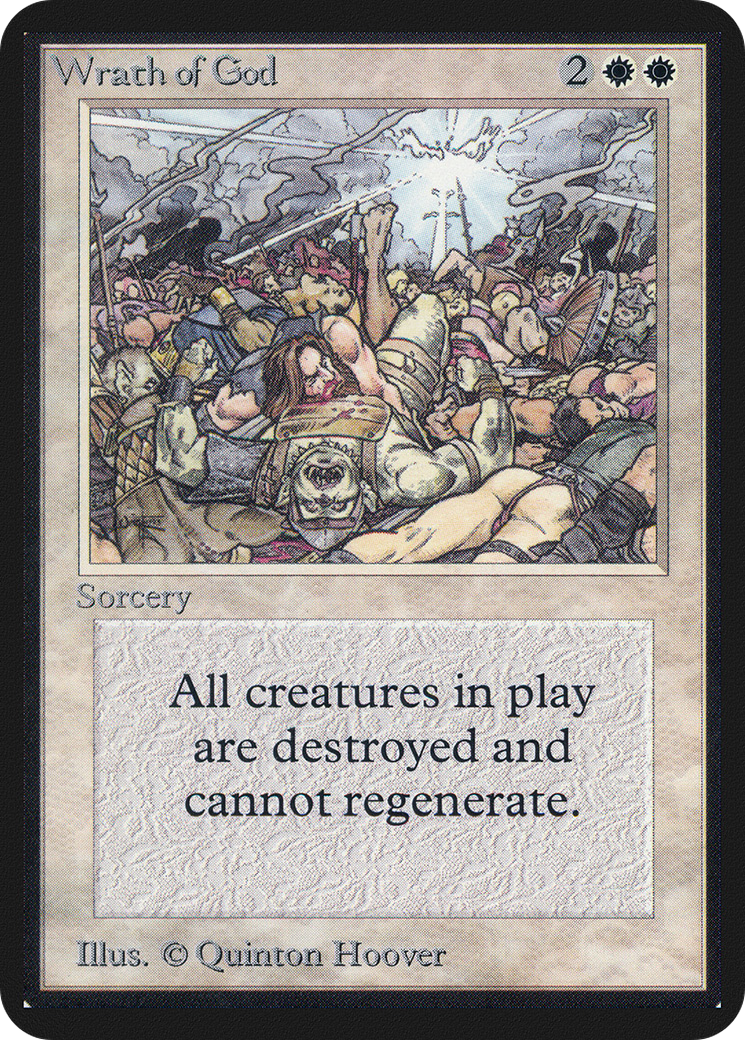 Wrath of God 2
Sorcery
All creatures in play
are destroyed and
cannot regenerate.
Illus. © Quinton Hoover